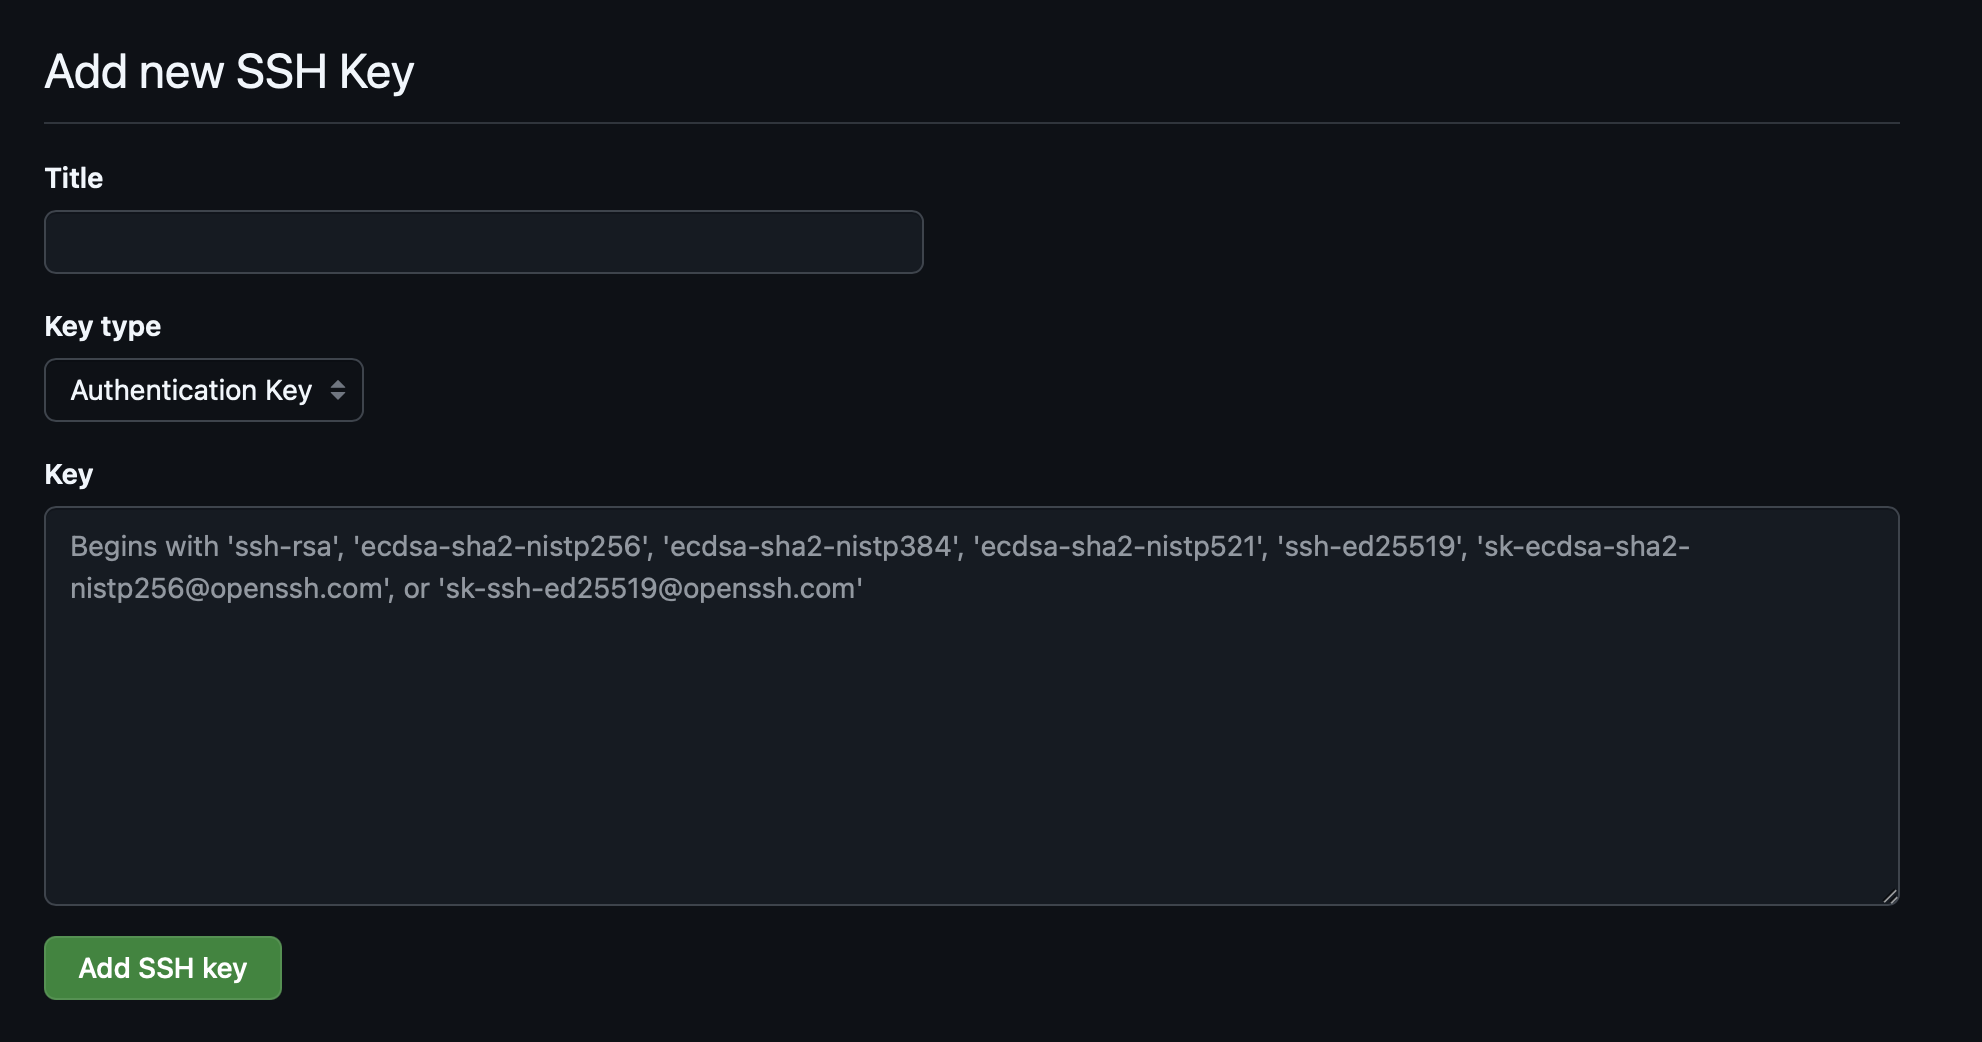 Add new SSH Key
Title
Key type
Authentication Key
Key
Begins with 'ssh-rsa', 'ecdsa-sha2-nistp256', 'ecdsa-sha2-nistp384', 'ecdsa-sha2-nistp521', 'ssh-ed25519', 'sk-ecdsa-sha2-
nistp256@openssh.com', or 'sk-ssh-ed25519@openssh.com'
Add SSH key